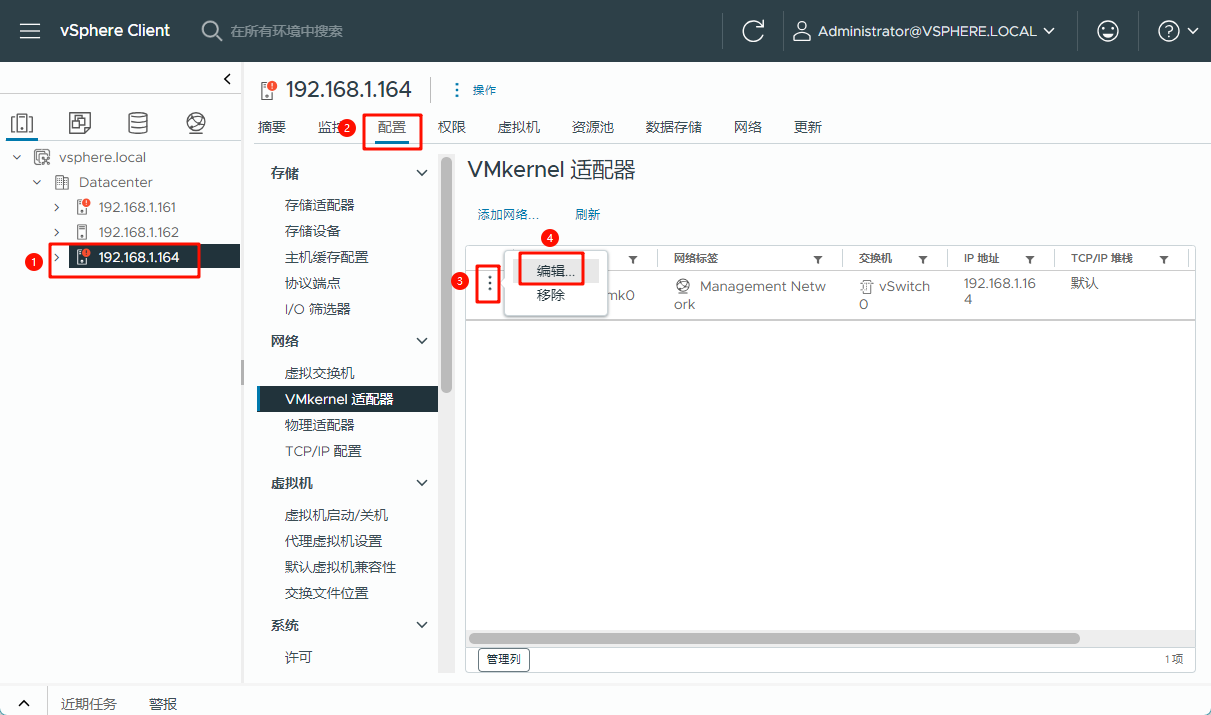 vSphere Client
在所有环境中搜索
Administrator@VSPHERE.LOCAL
192.168.1.164
操作
摘要
2
配置
权限
虚拟机
资源池
数据存储
网络
更新
vsphere.local
Datacenter
192.168.1.161
192.168.1.162
1
192.168.1.164
存储
存储适配器
存储设备
主机缓存配置
协议端点
I/O 筛选器
网络
虚拟交换机
VMkernel 适配器
物理适配器
TCP/IP 配置
虚拟机
虚拟机启动/关机
代理虚拟机设置
默认虚拟机兼容性
交换文件位置
系统
许可
VMkernel 适配器
添加网络...
刷新
4
网络标签
交换机
IP 地址
TCP/IP 堆栈
3
编辑...
移除
mk0
Management Netw
ork
vSwitch
0
192.168.1.16
4
默认
管理列
1 项
近期任务
警报